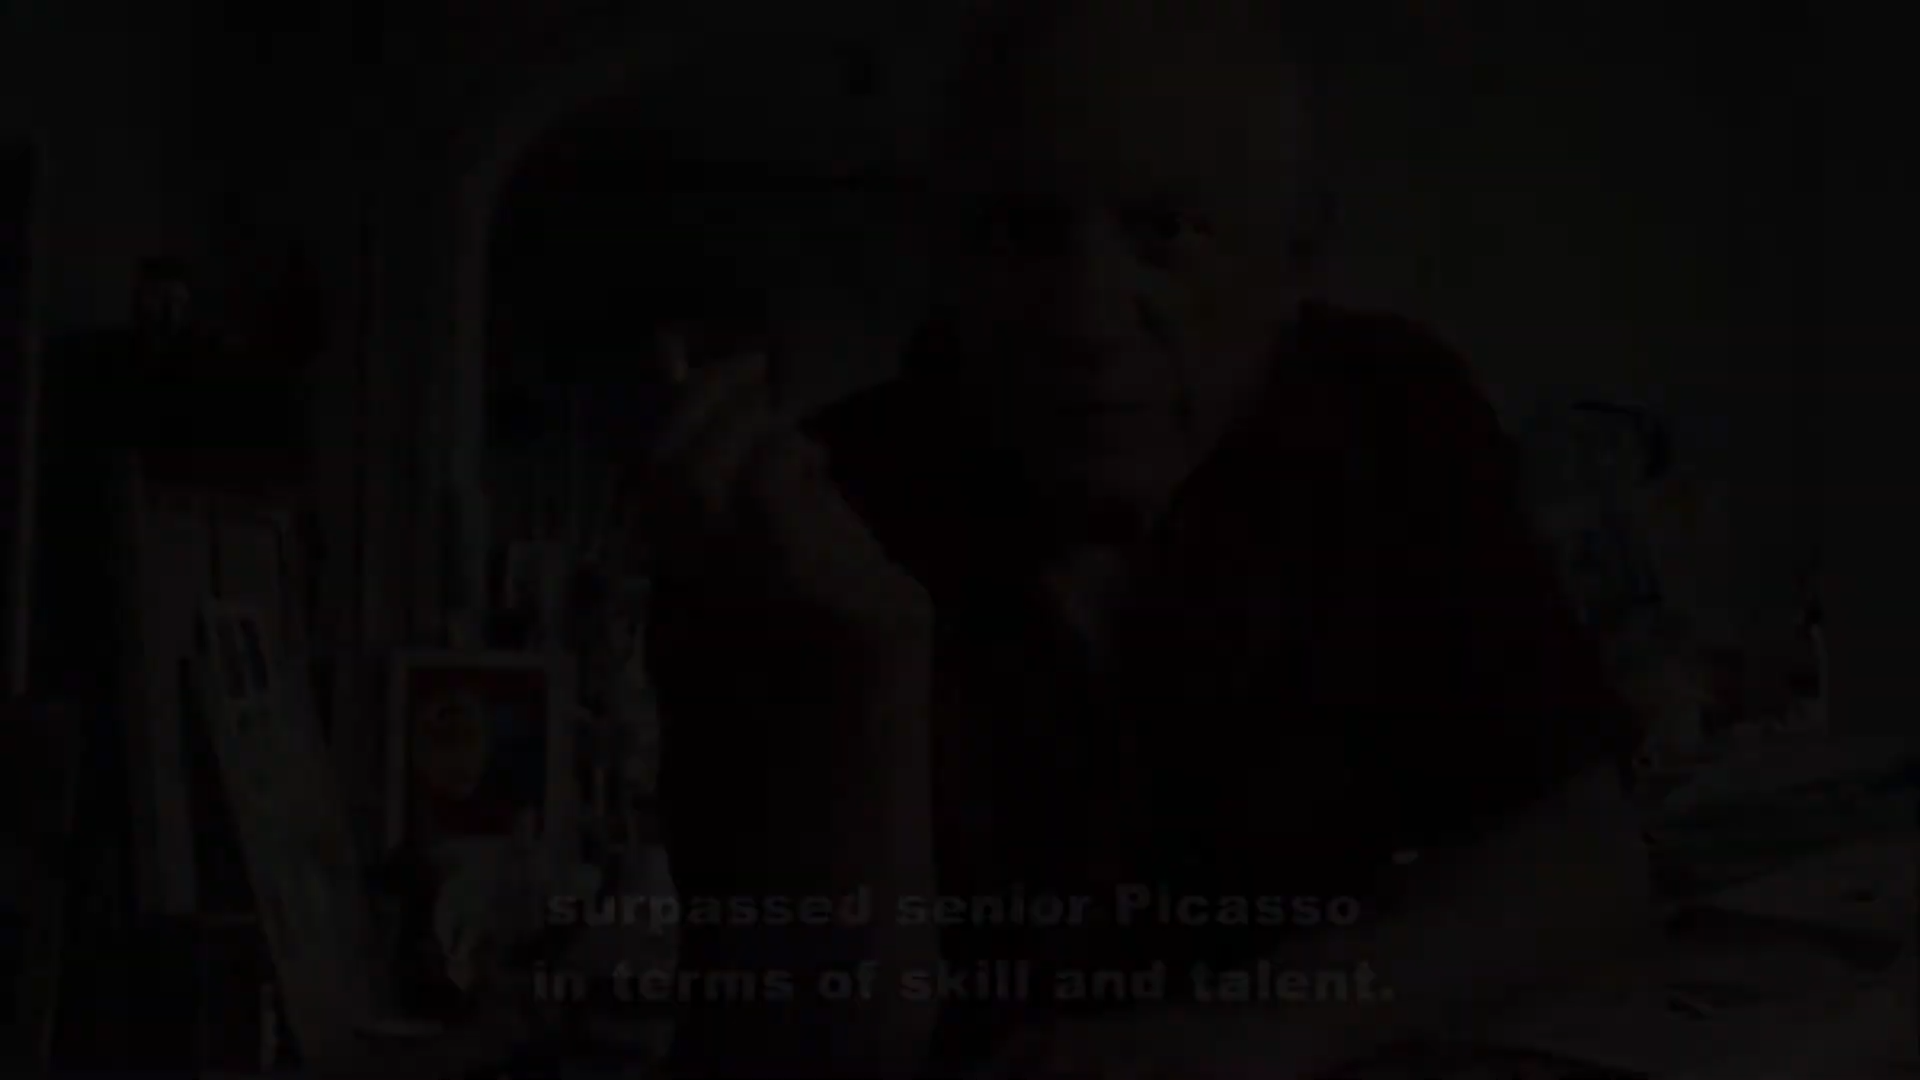 surpassed senior Picasso
in terms of skill and talent.